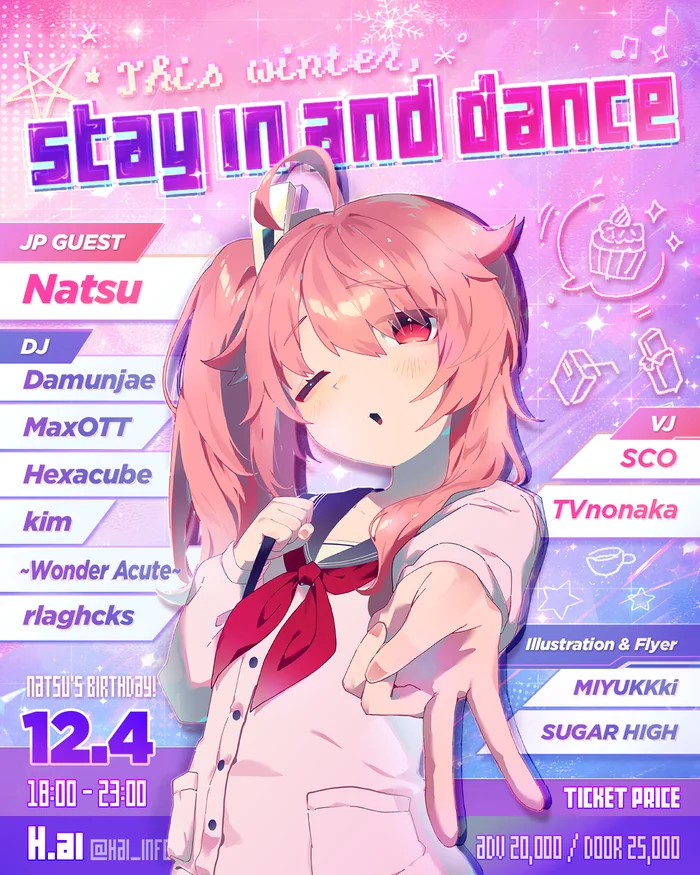 This winter,
stay in and dance
JP GUEST
Natsu
DJ
Damunjae
MaxOTT
Hexacube
kim
~Wonder Acute~
rlaghcks
VJ
SCO
TVnonaka
Illustration & Flyer
MIYUKKki
SUGAR HIGH
NATSU'S BIRTHDAY!
12.4
18:00 - 23:00
H.ai @HAI_INFO
TICKET PRICE
ADV 20,000 / DOOR 25,000